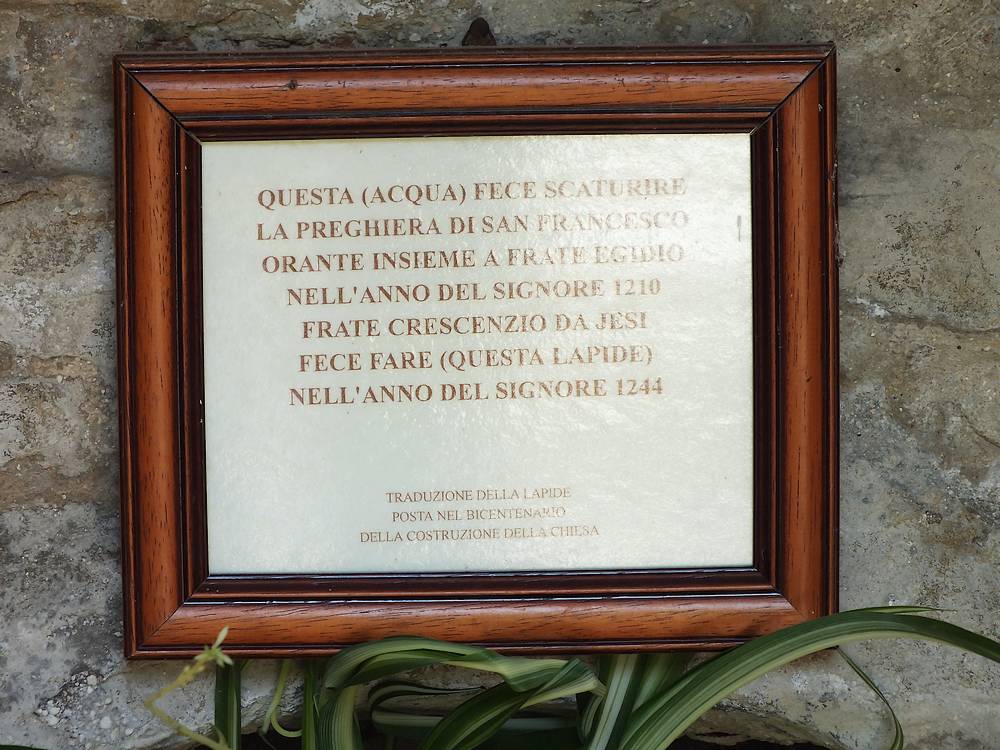 QUESTA (ACQUA) FECE SCATURIRE
LA PREGHIERA DI SAN FRANCESCO
ORANTE INSIEME A FRATE EGIDIO
NELL'ANNO DEL SIGNORE 1210
FRATE CRESCENZIO DA JESI
FECE FARE (QUESTA LAPIDE)
NELL'ANNO DEL SIGNORE 1244
TRADUZIONE DELLA LAPIDE
POSTA NEL BICENTENARIO
DELLA COSTRUZIONE DELLA CHIESA